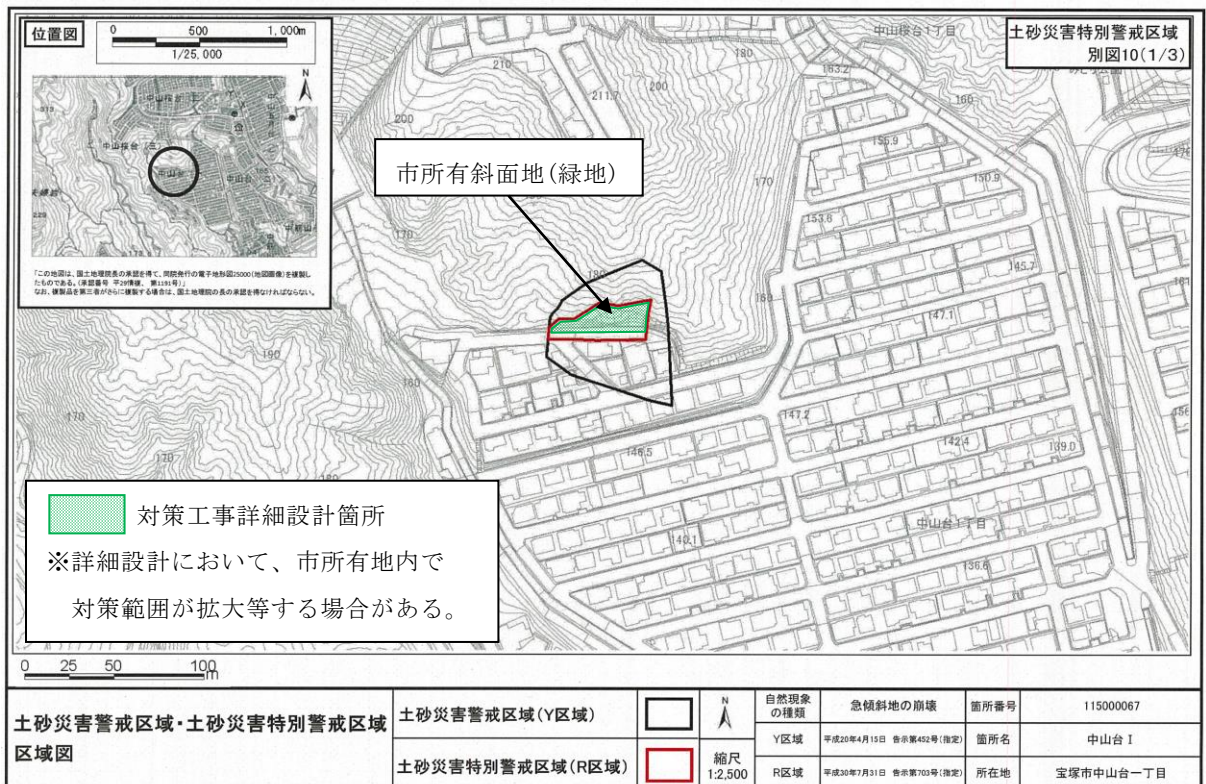 位置図
0 500 1,000m
1/25,000
N
中山桜台
中山桜台(三)
中山台
中山台
229
「この地図は、国土地理院長の承認を得て、同院発行の電子地形図25000(地図画像)を複製し
たものである。(承認番号 平29情複、 第1191号)」
なお、複製品を第三者がさらに複製する場合は、国土地理院の長の承認を得なければならない。
土砂災害特別警戒区域
別図10(1/3)
中山桜台1丁目
210
211.7
200
200
180
163.2
160
155.9
150.9
170
170
153.8
145.7
市所有斜面地(緑地)
180
160
147.1
190
160
147.2
146.5
142.4
139.0
170
170
140.1
中山台1丁目
136.6
対策工事詳細設計箇所
※詳細設計において、市所有地内で
対策範囲が拡大等する場合がある。
0 25 50 100m
土砂災害警戒区域・土砂災害特別警戒区域
区域図
土砂災害警戒区域(Y区域)
土砂災害特別警戒区域(R区域)
N
縮尺
1:2,500
自然現象の種類 急傾斜地の崩壊 箇所番号 115000067
Y区域 平成20年4月15日 告示第452号(指定) 箇所名 中山台Ⅰ
R区域 平成30年7月31日 告示第703号(指定) 所在地 宝塚市中山台一丁目